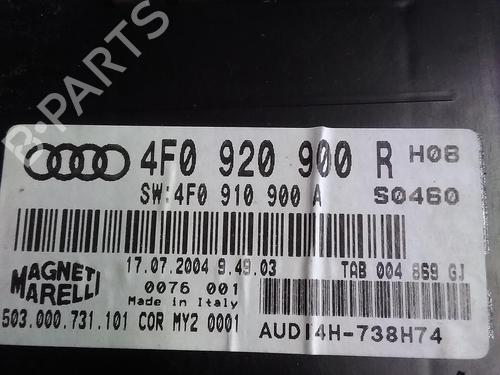 B-PARTS
4F0 920 900 R H08
SW:4F0 910 900 A S0460
17.07.2004 9.49.03 TAB 004 869 GJ
MAGNETI
MARELLI
0076 001
Made in Italy
503.000.731.101 COR MY2 0001
AUDI4H-738H74